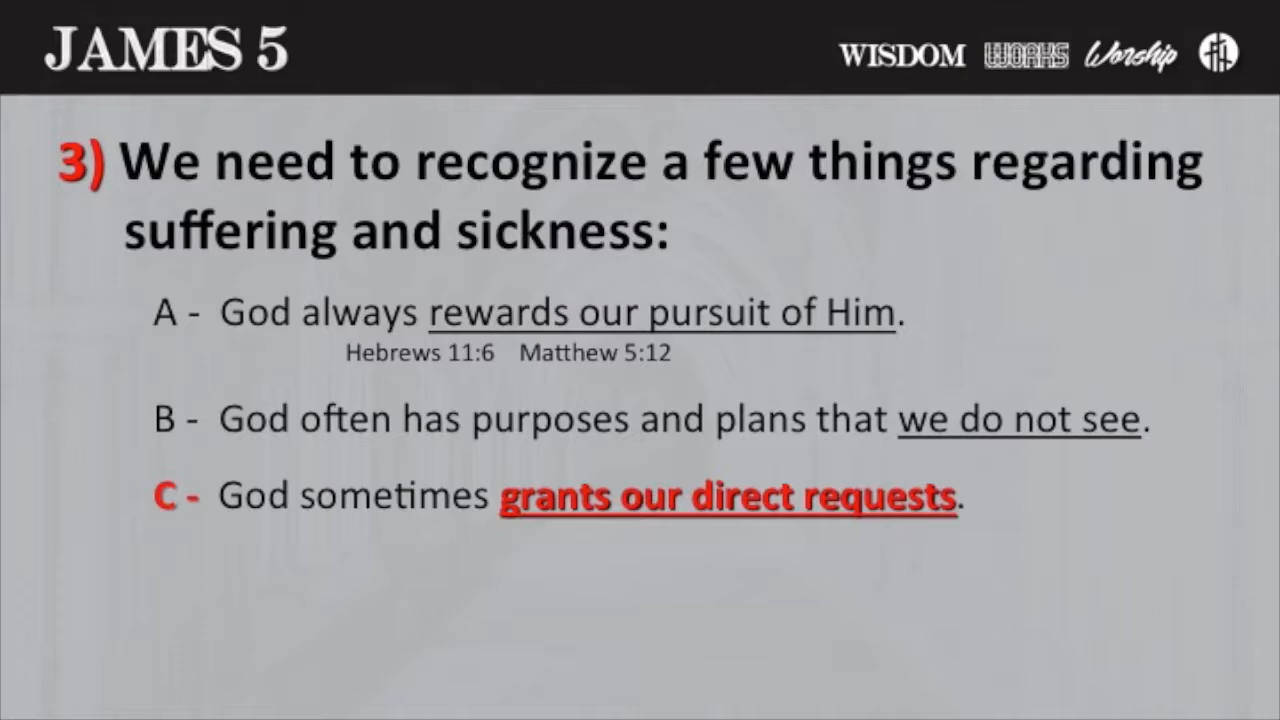 JAMES 5
WISDOM WORKS Worship
3) We need to recognize a few things regarding
suffering and sickness:
A - God always rewards our pursuit of Him.
Hebrews 11:6 Matthew 5:12
B - God often has purposes and plans that we do not see.
C - God sometimes grants our direct requests.